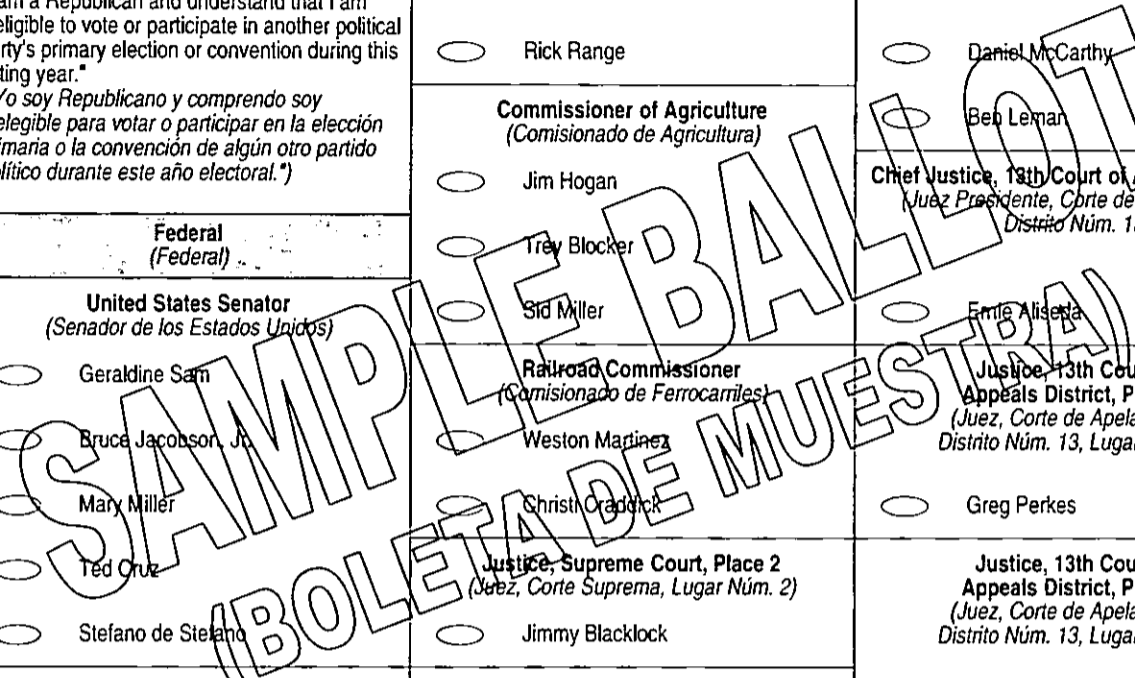 am a Republican and understand that I am
eligible to vote or participate in another political
rty's primary election or convention during this
ting year."
Yo soy Republicano y comprendo soy
elegible para votar o participar en la elección
imaria o la convención de algún otro partido
lítico durante este año electoral.")
Federal
(Federal)
United States Senator
(Senador de los Estados Unidos)
Geraldine Sam
Bruce Jacobson, Jr.
Mary Miller
Ted Cruz
Stefano de Stefano
Rick Range
Commissioner of Agriculture
(Comisionado de Agricultura)
Jim Hogan
Trey Blocker
Sid Miller
Railroad Commissioner
(Comisionado de Ferrocarriles)
Weston Martinez
Christi Craddick
Justice, Supreme Court, Place 2
(Juez, Corte Suprema, Lugar Núm. 2)
Jimmy Blacklock
Daniel McCarthy
Ben Leman
Chief Justice, 13th Court of A
(Juez Presidente, Corte de
Distrito Núm. 1
Ernie Aliseda
Justice, 13th Cou
Appeals District, P
(Juez, Corte de Apela
Distrito Núm. 13, Lugar
Greg Perkes
Justice, 13th Cou
Appeals District, P
(Juez, Corte de Apela
Distrito Núm. 13, Lugar
SAMPLE BALLOT
(BOLETA DE MUESTRA)